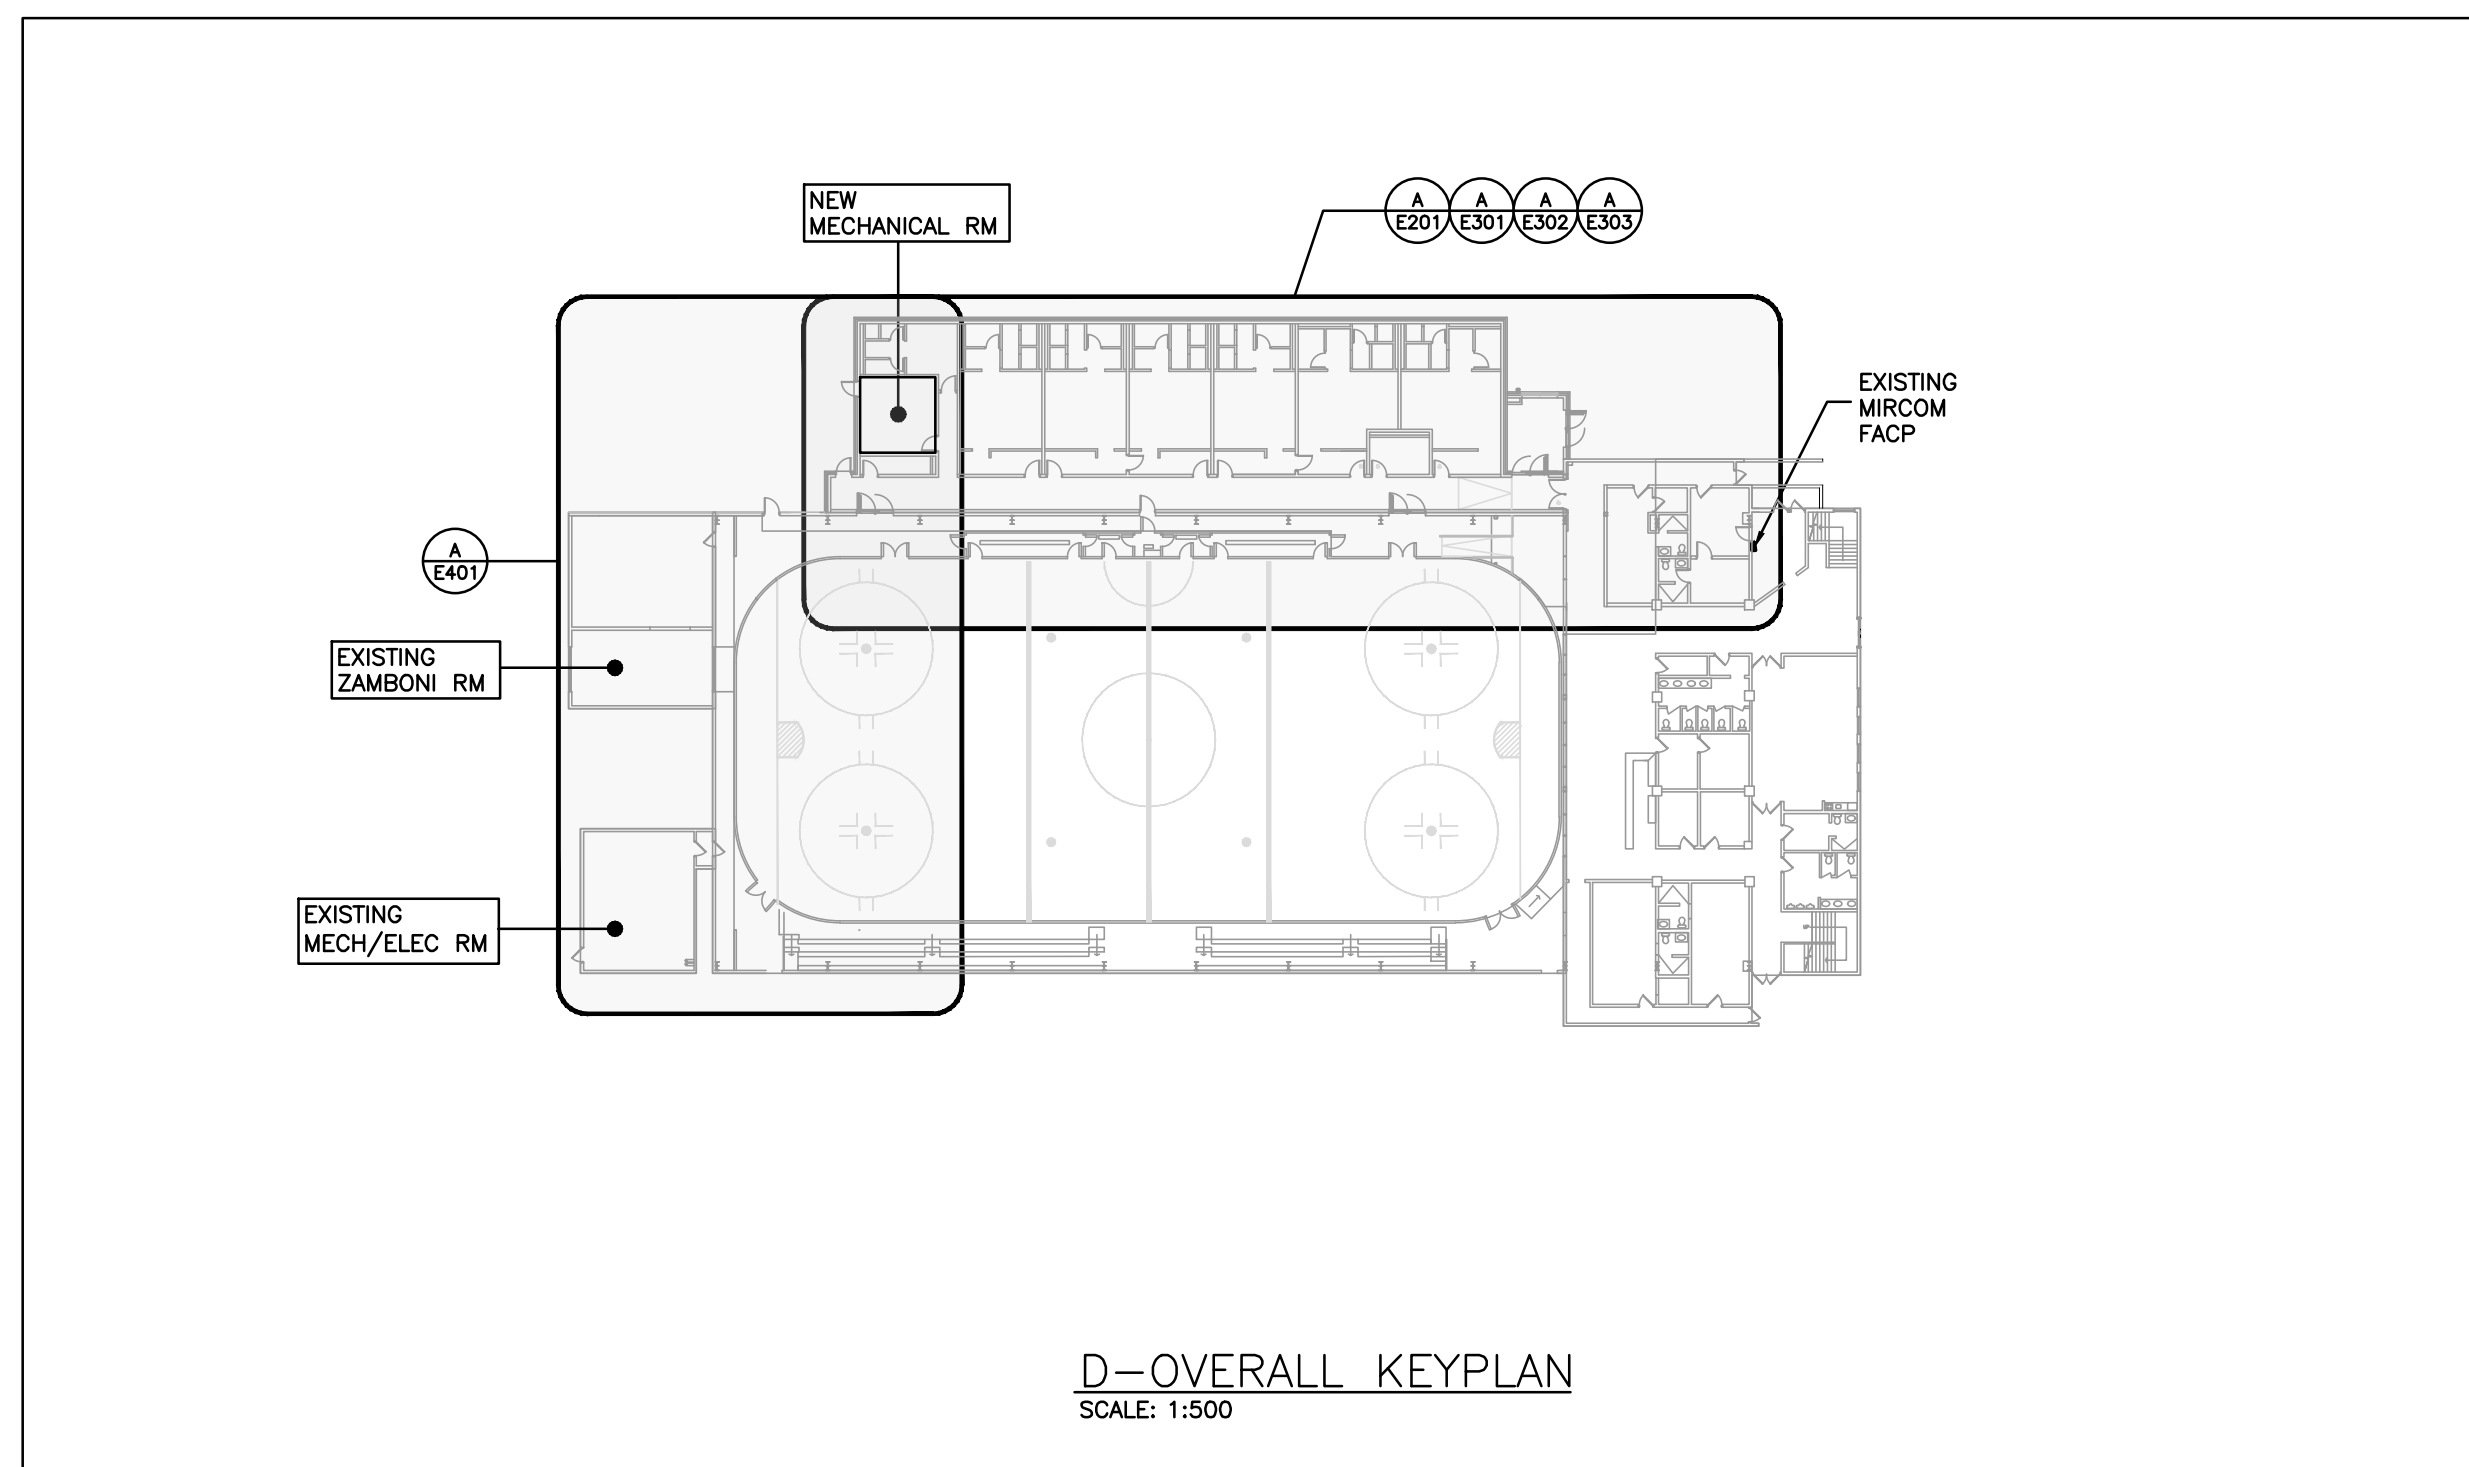 NEW
MECHANICAL RM
A
E201
A
E301
A
E302
A
E303
EXISTING
MIRCOM
FACP
A
E401
EXISTING
ZAMBONI RM
EXISTING
MECH/ELEC RM
D-OVERALL KEYPLAN
SCALE: 1:500